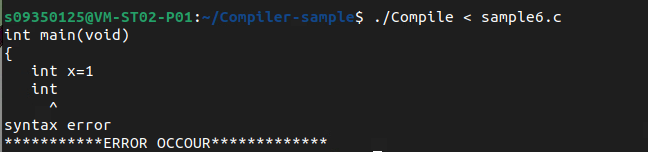 s09350125@VM-ST02-P01:~/Compiler-sample$ ./Compile < sample6.c
int main(void)
{
   int x=1
   int
     ^
syntax error
***********ERROR OCCOUR*************